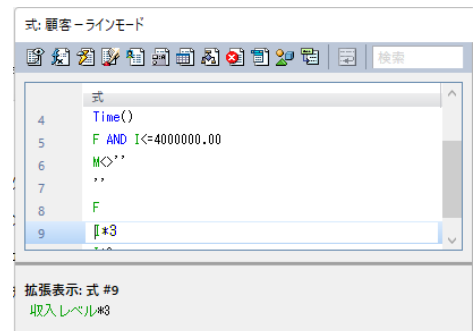 式: 顧客 – ラインモード
検索
式
4 Time()
5 F AND I<=4000000.00
6 M<>''
7 ''
8 F
9 I*3
拡張表示: 式 #9
収入レベル*3